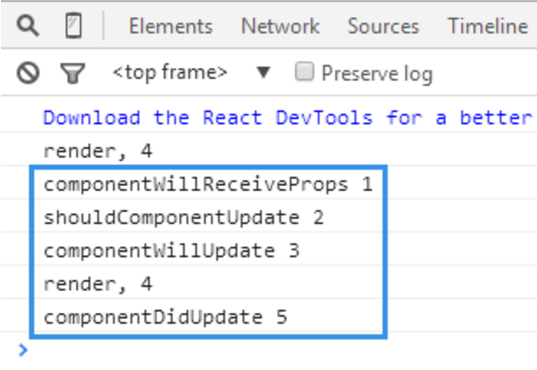 Elements Network Sources Timeline
<top frame> ▼ Preserve log
Download the React DevTools for a better
render, 4
componentWillReceiveProps 1
shouldComponentUpdate 2
componentWillUpdate 3
render, 4
componentDidUpdate 5
>